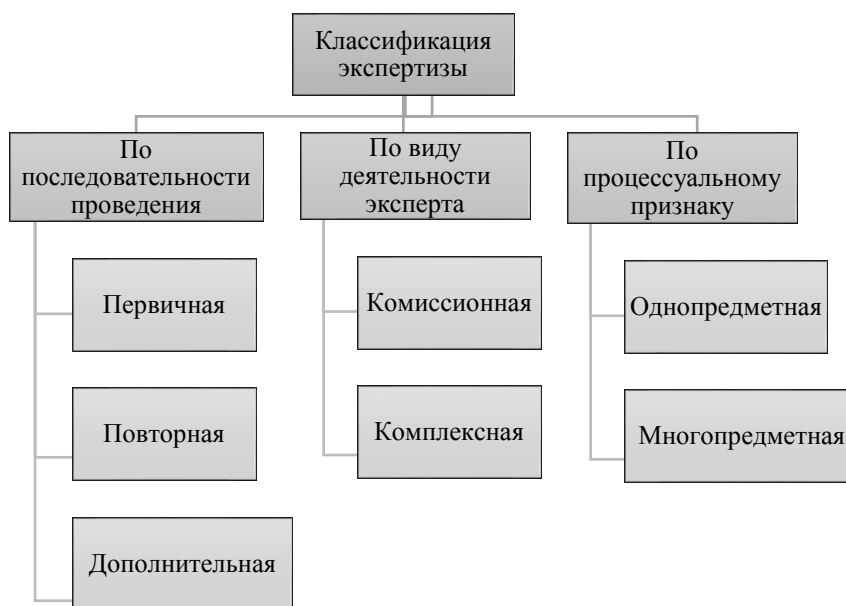 Классификация
экспертизы
По
последовательности
проведения
По виду
деятельности
эксперта
По
процессуальному
признаку
Первичная
Повторная
Дополнительная
Комиссионная
Комплексная
Однопредметная
Многопредметная